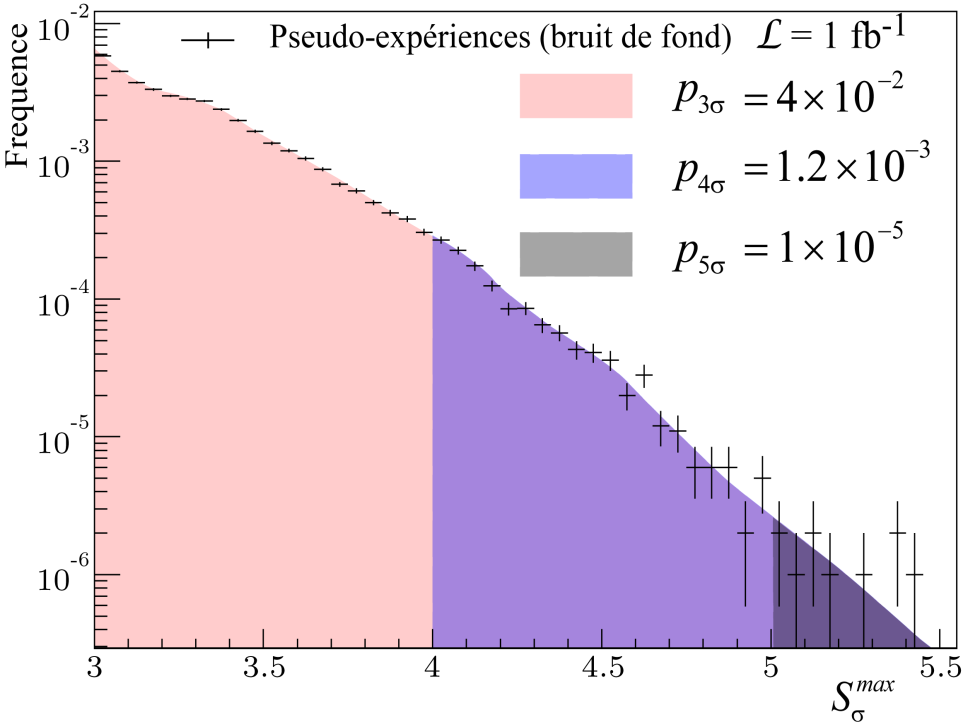 Pseudo-expériences (bruit de fond) ℒ = 1 fb⁻¹
p₃σ = 4×10⁻²
p₄σ = 1.2×10⁻³
p₅σ = 1×10⁻⁵
Frequence
10⁻²
10⁻³
10⁻⁴
10⁻⁵
10⁻⁶
3 3.5 4 4.5 5 5.5
Sσᵐᵃˣ